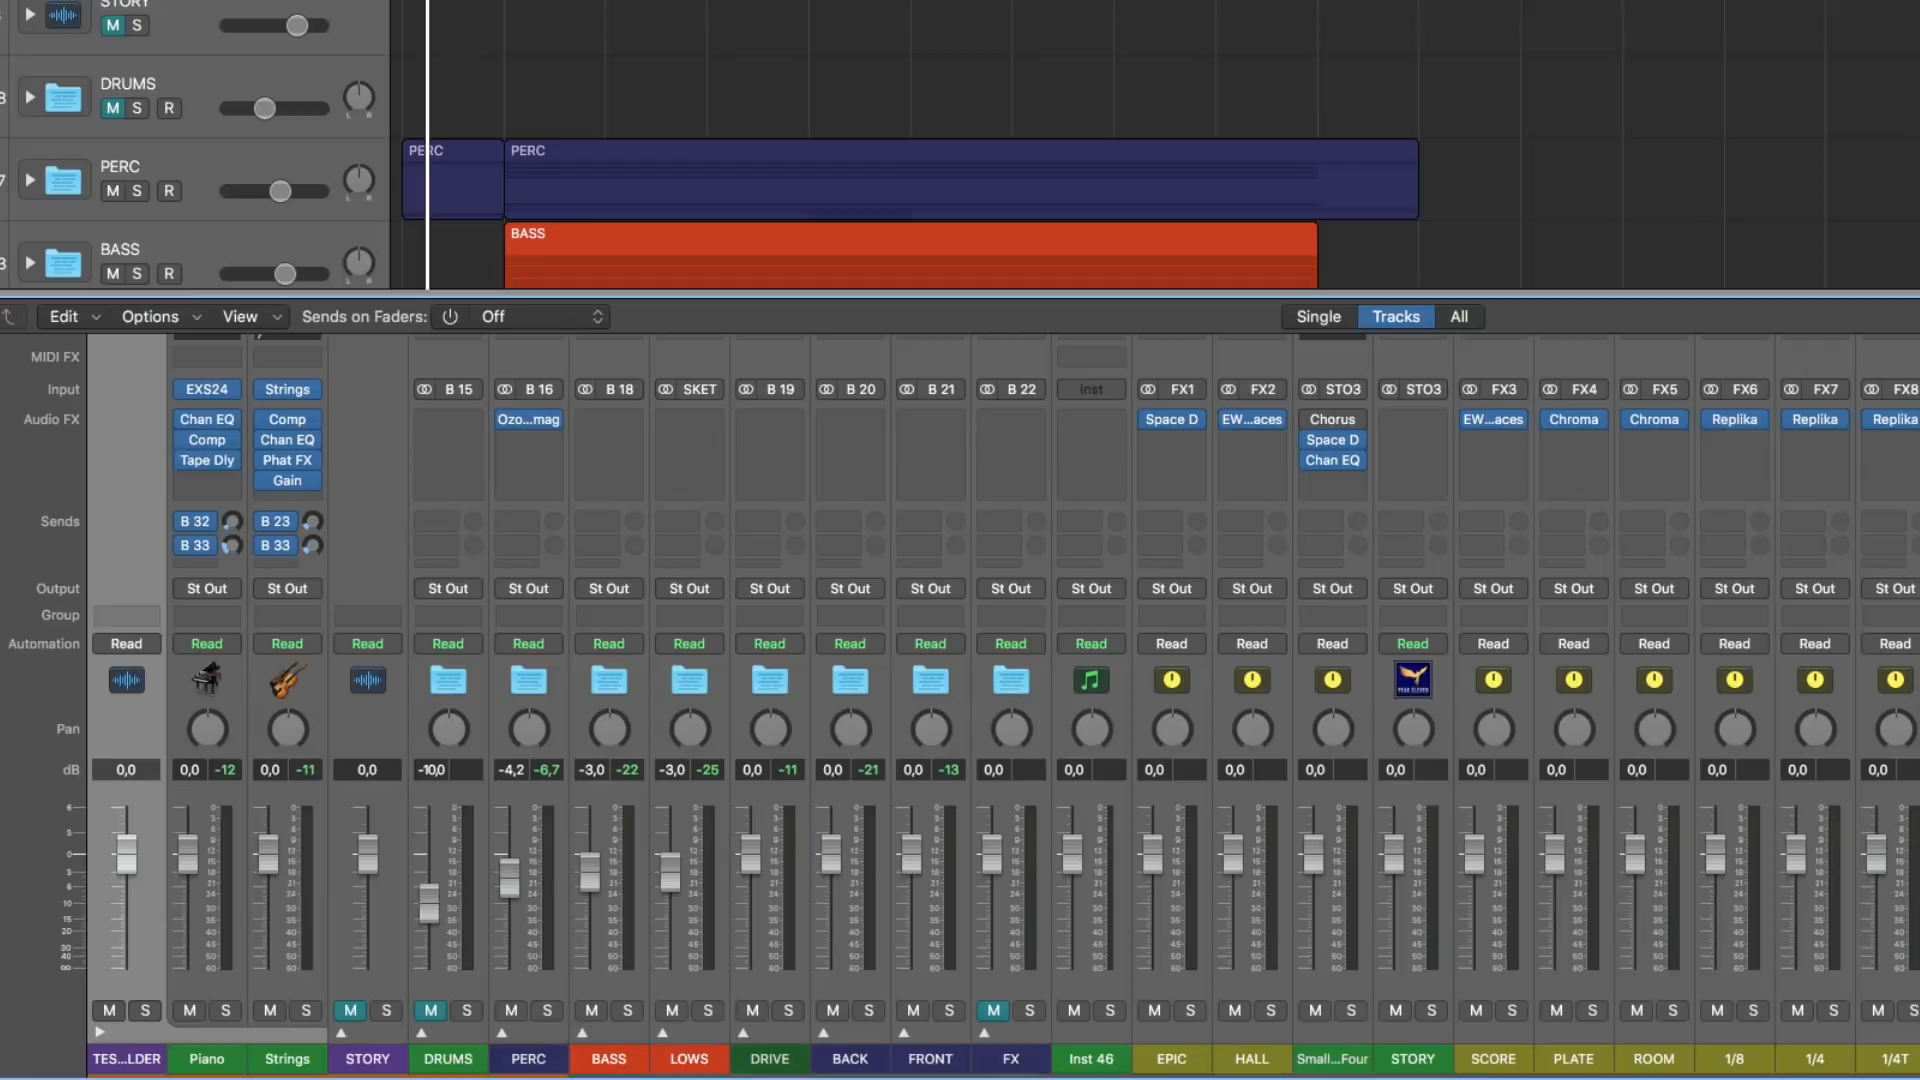 STORY
M S
DRUMS
M S R
PERC
M S R
PERC PERC
BASS
M S R
BASS
Edit Options View Sends on Faders: Off Single Tracks All
MIDI FX
Input EXS24 Strings B 15 B 16 B 18 SKET B 19 B 20 B 21 B 22 Inst FX1 FX2 STO3 STO3 FX3 FX4 FX5 FX6 FX7 FX8
Audio FX Chan EQ Comp Ozo...mag Space D EW...aces Chorus EW...aces Chroma Chroma Replika Replika Replika
Comp Chan EQ Space D
Tape Dly Phat FX Chan EQ
Gain
Sends B 32 B 23
B 33 B 33
Output St Out St Out St Out St Out St Out St Out St Out St Out St Out St Out St Out St Out St Out St Out St Out St Out St Out St Out St Out St Out St Out
Group
Automation Read Read Read Read Read Read Read Read Read Read Read Read Read Read Read Read Read Read Read Read Read Read Read
PEAK ELEVEN
Pan
dB 0,0 0,0 -12 0,0 -11 0,0 -10,0 -4,2 -6,7 -3,0 -22 -3,0 -25 0,0 -11 0,0 -21 0,0 -13 0,0 0,0 0,0 0,0 0,0 0,0 0,0 0,0 0,0 0,0 0,0 0,0
M S M S M S M S M S M S M S M S M S M S M S M S M S M S M S M S M S M S M S M S M S M S M S
TES...LDER Piano Strings STORY DRUMS PERC BASS LOWS DRIVE BACK FRONT FX Inst 46 EPIC HALL Small...Four STORY SCORE PLATE ROOM 1/8 1/4 1/4T